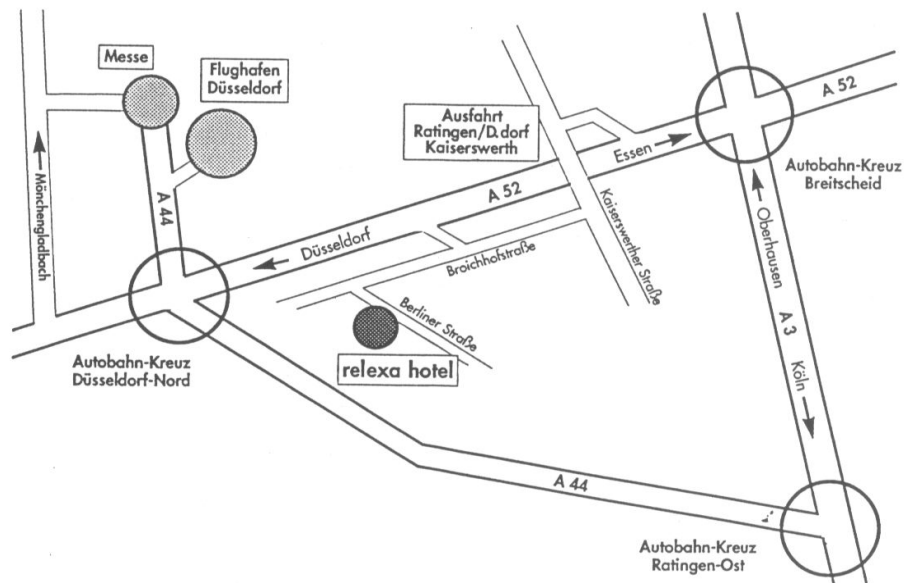 Messe
Flughafen
Düsseldorf
Ausfahrt
Ratingen/D.dorf
Kaiserswerth
A 52
Essen
Autobahn-Kreuz
Breitscheid
Mönchengladbach
A 44
A 52
Düsseldorf
Kaiserswerther Straße
Broichhofstraße
Oberhausen
A 3
Köln
Berliner Straße
relexa hotel
Autobahn-Kreuz
Düsseldorf-Nord
A 44
Autobahn-Kreuz
Ratingen-Ost